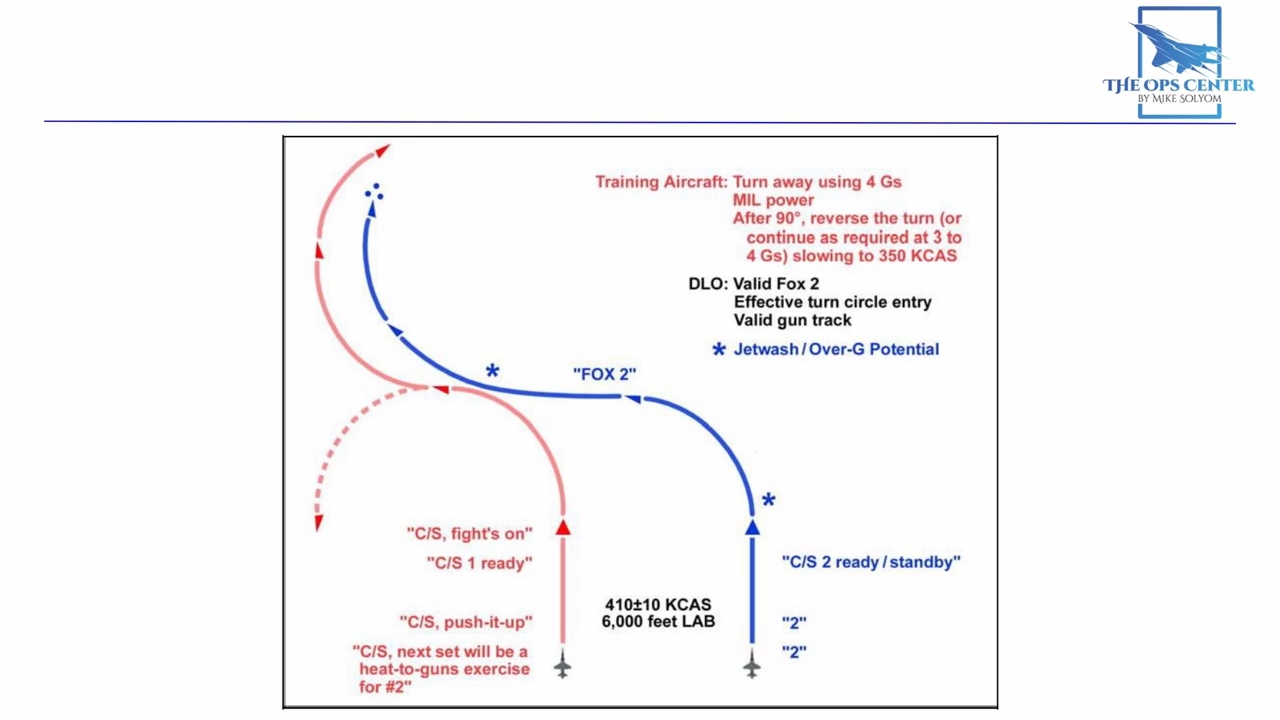 THE OPS CENTER
BY MIKE SOLYOM
Training Aircraft: Turn away using 4 Gs
MIL power
After 90°, reverse the turn (or
continue as required at 3 to
4 Gs) slowing to 350 KCAS
DLO: Valid Fox 2
Effective turn circle entry
Valid gun track
* Jetwash/Over-G Potential
*
"FOX 2"
*
"C/S, fight's on"
"C/S 1 ready"
"C/S 2 ready/standby"
410±10 KCAS
6,000 feet LAB
"C/S, push-it-up"
"2"
"C/S, next set will be a
heat-to-guns exercise
for #2"
"2"